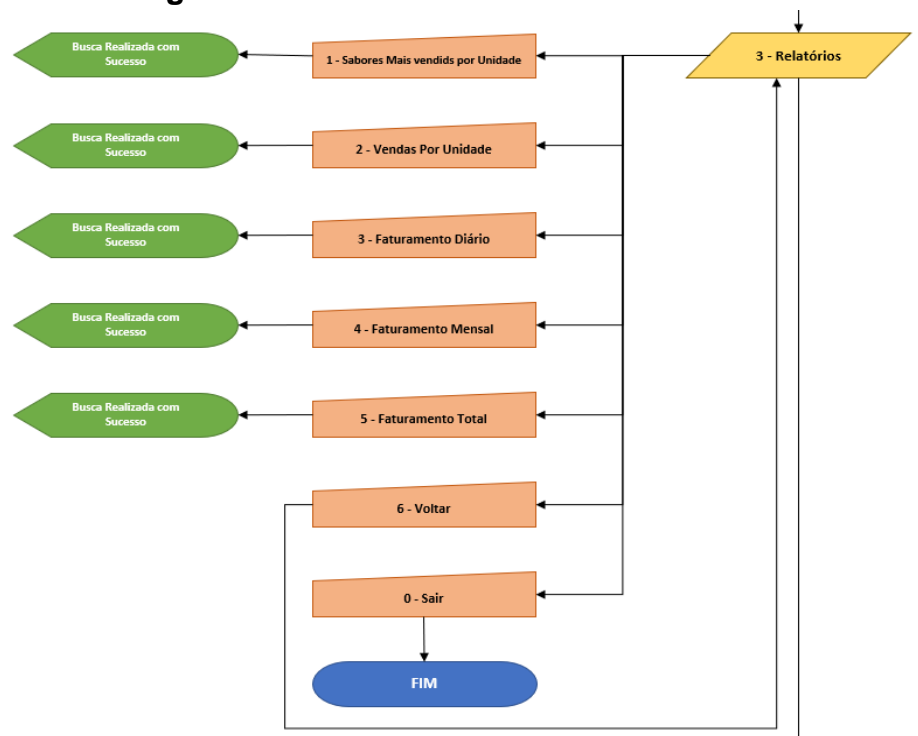 g
Busca Realizada com
Sucesso
1 - Sabores Mais vendids por Unidade
3 - Relatórios
Busca Realizada com
Sucesso
2 - Vendas Por Unidade
Busca Realizada com
Sucesso
3 - Faturamento Diário
Busca Realizada com
Sucesso
4 - Faturamento Mensal
Busca Realizada com
Sucesso
5 - Faturamento Total
6 - Voltar
0 - Sair
FIM